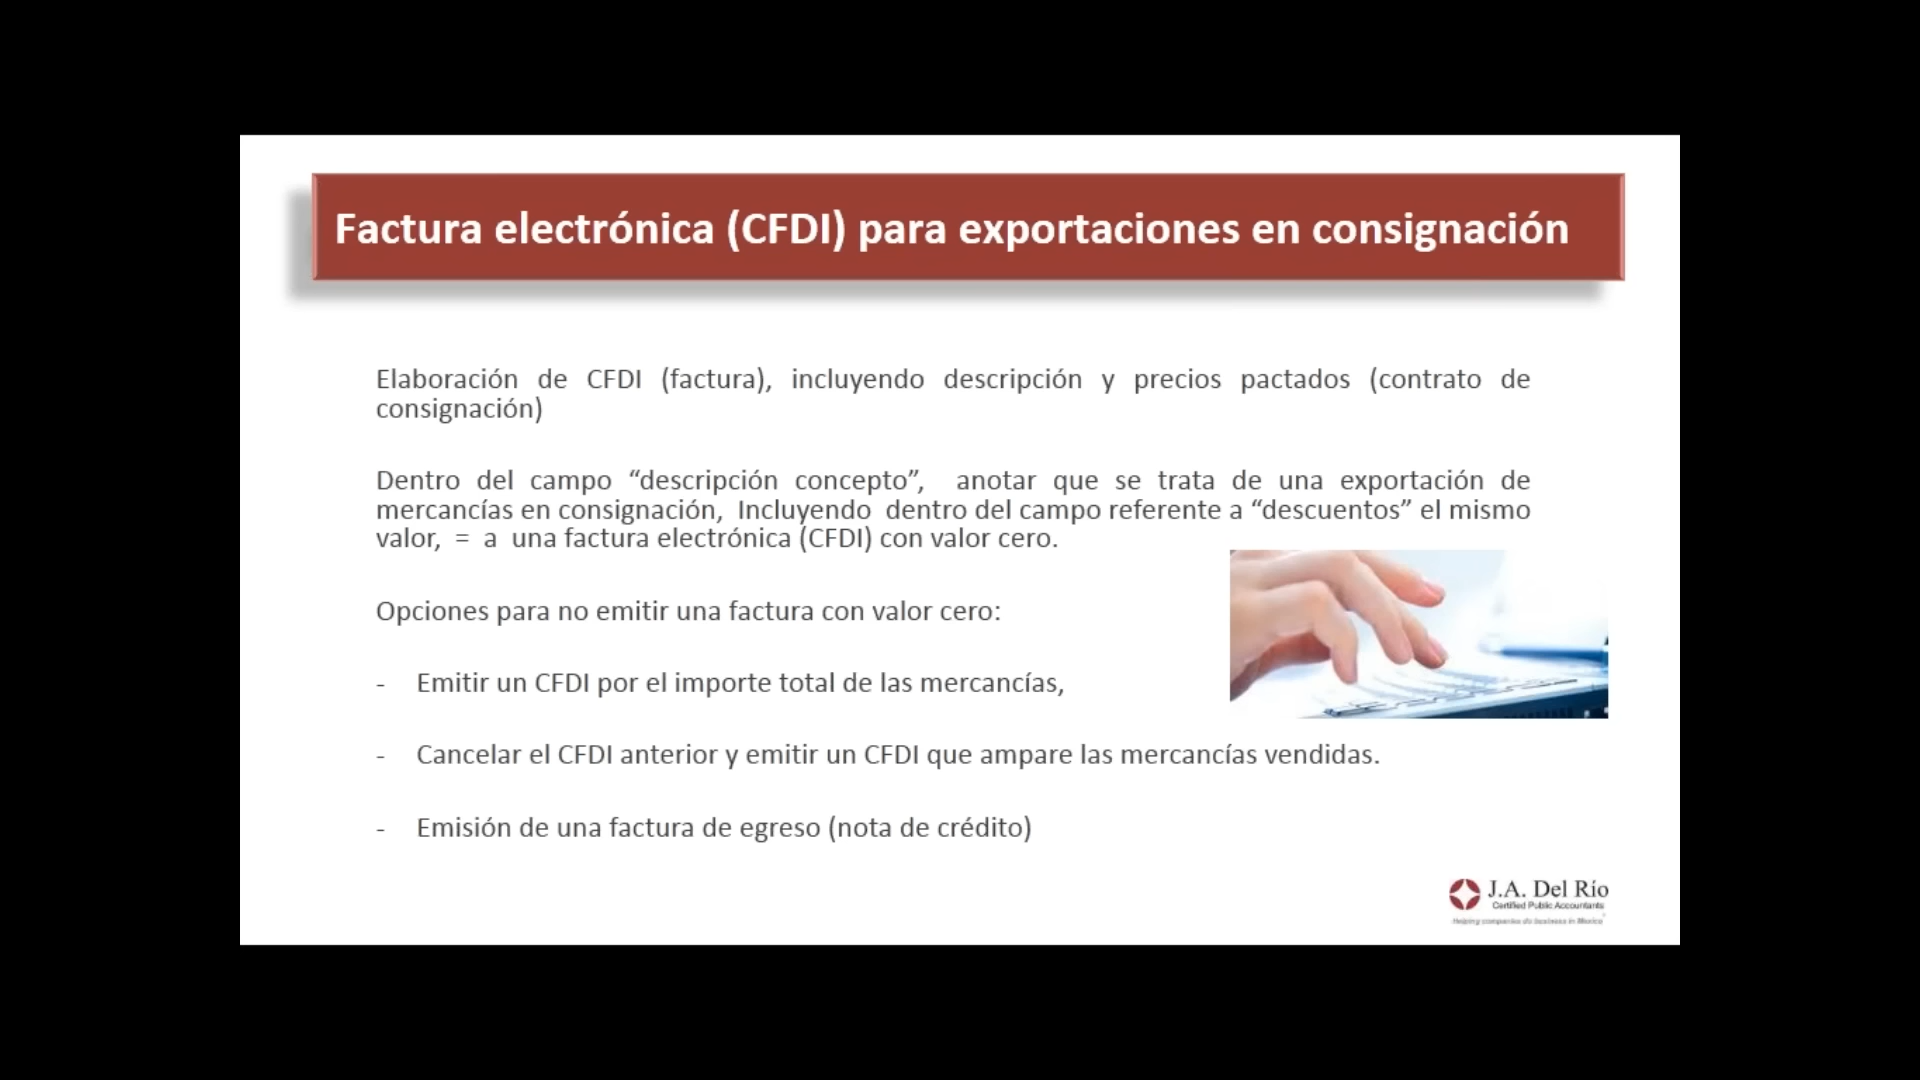 Factura electrónica (CFDI) para exportaciones en consignación
Elaboración de CFDI (factura), incluyendo descripción y precios pactados (contrato de
consignación)
Dentro del campo “descripción concepto”, anotar que se trata de una exportación de
mercancías en consignación, Incluyendo dentro del campo referente a “descuentos” el mismo
valor, = a una factura electrónica (CFDI) con valor cero.
Opciones para no emitir una factura con valor cero:
- Emitir un CFDI por el importe total de las mercancías,
- Cancelar el CFDI anterior y emitir un CFDI que ampare las mercancías vendidas.
- Emisión de una factura de egreso (nota de crédito)
J.A. Del Río
Certified Public Accountants
Helping companies do business in Mexico